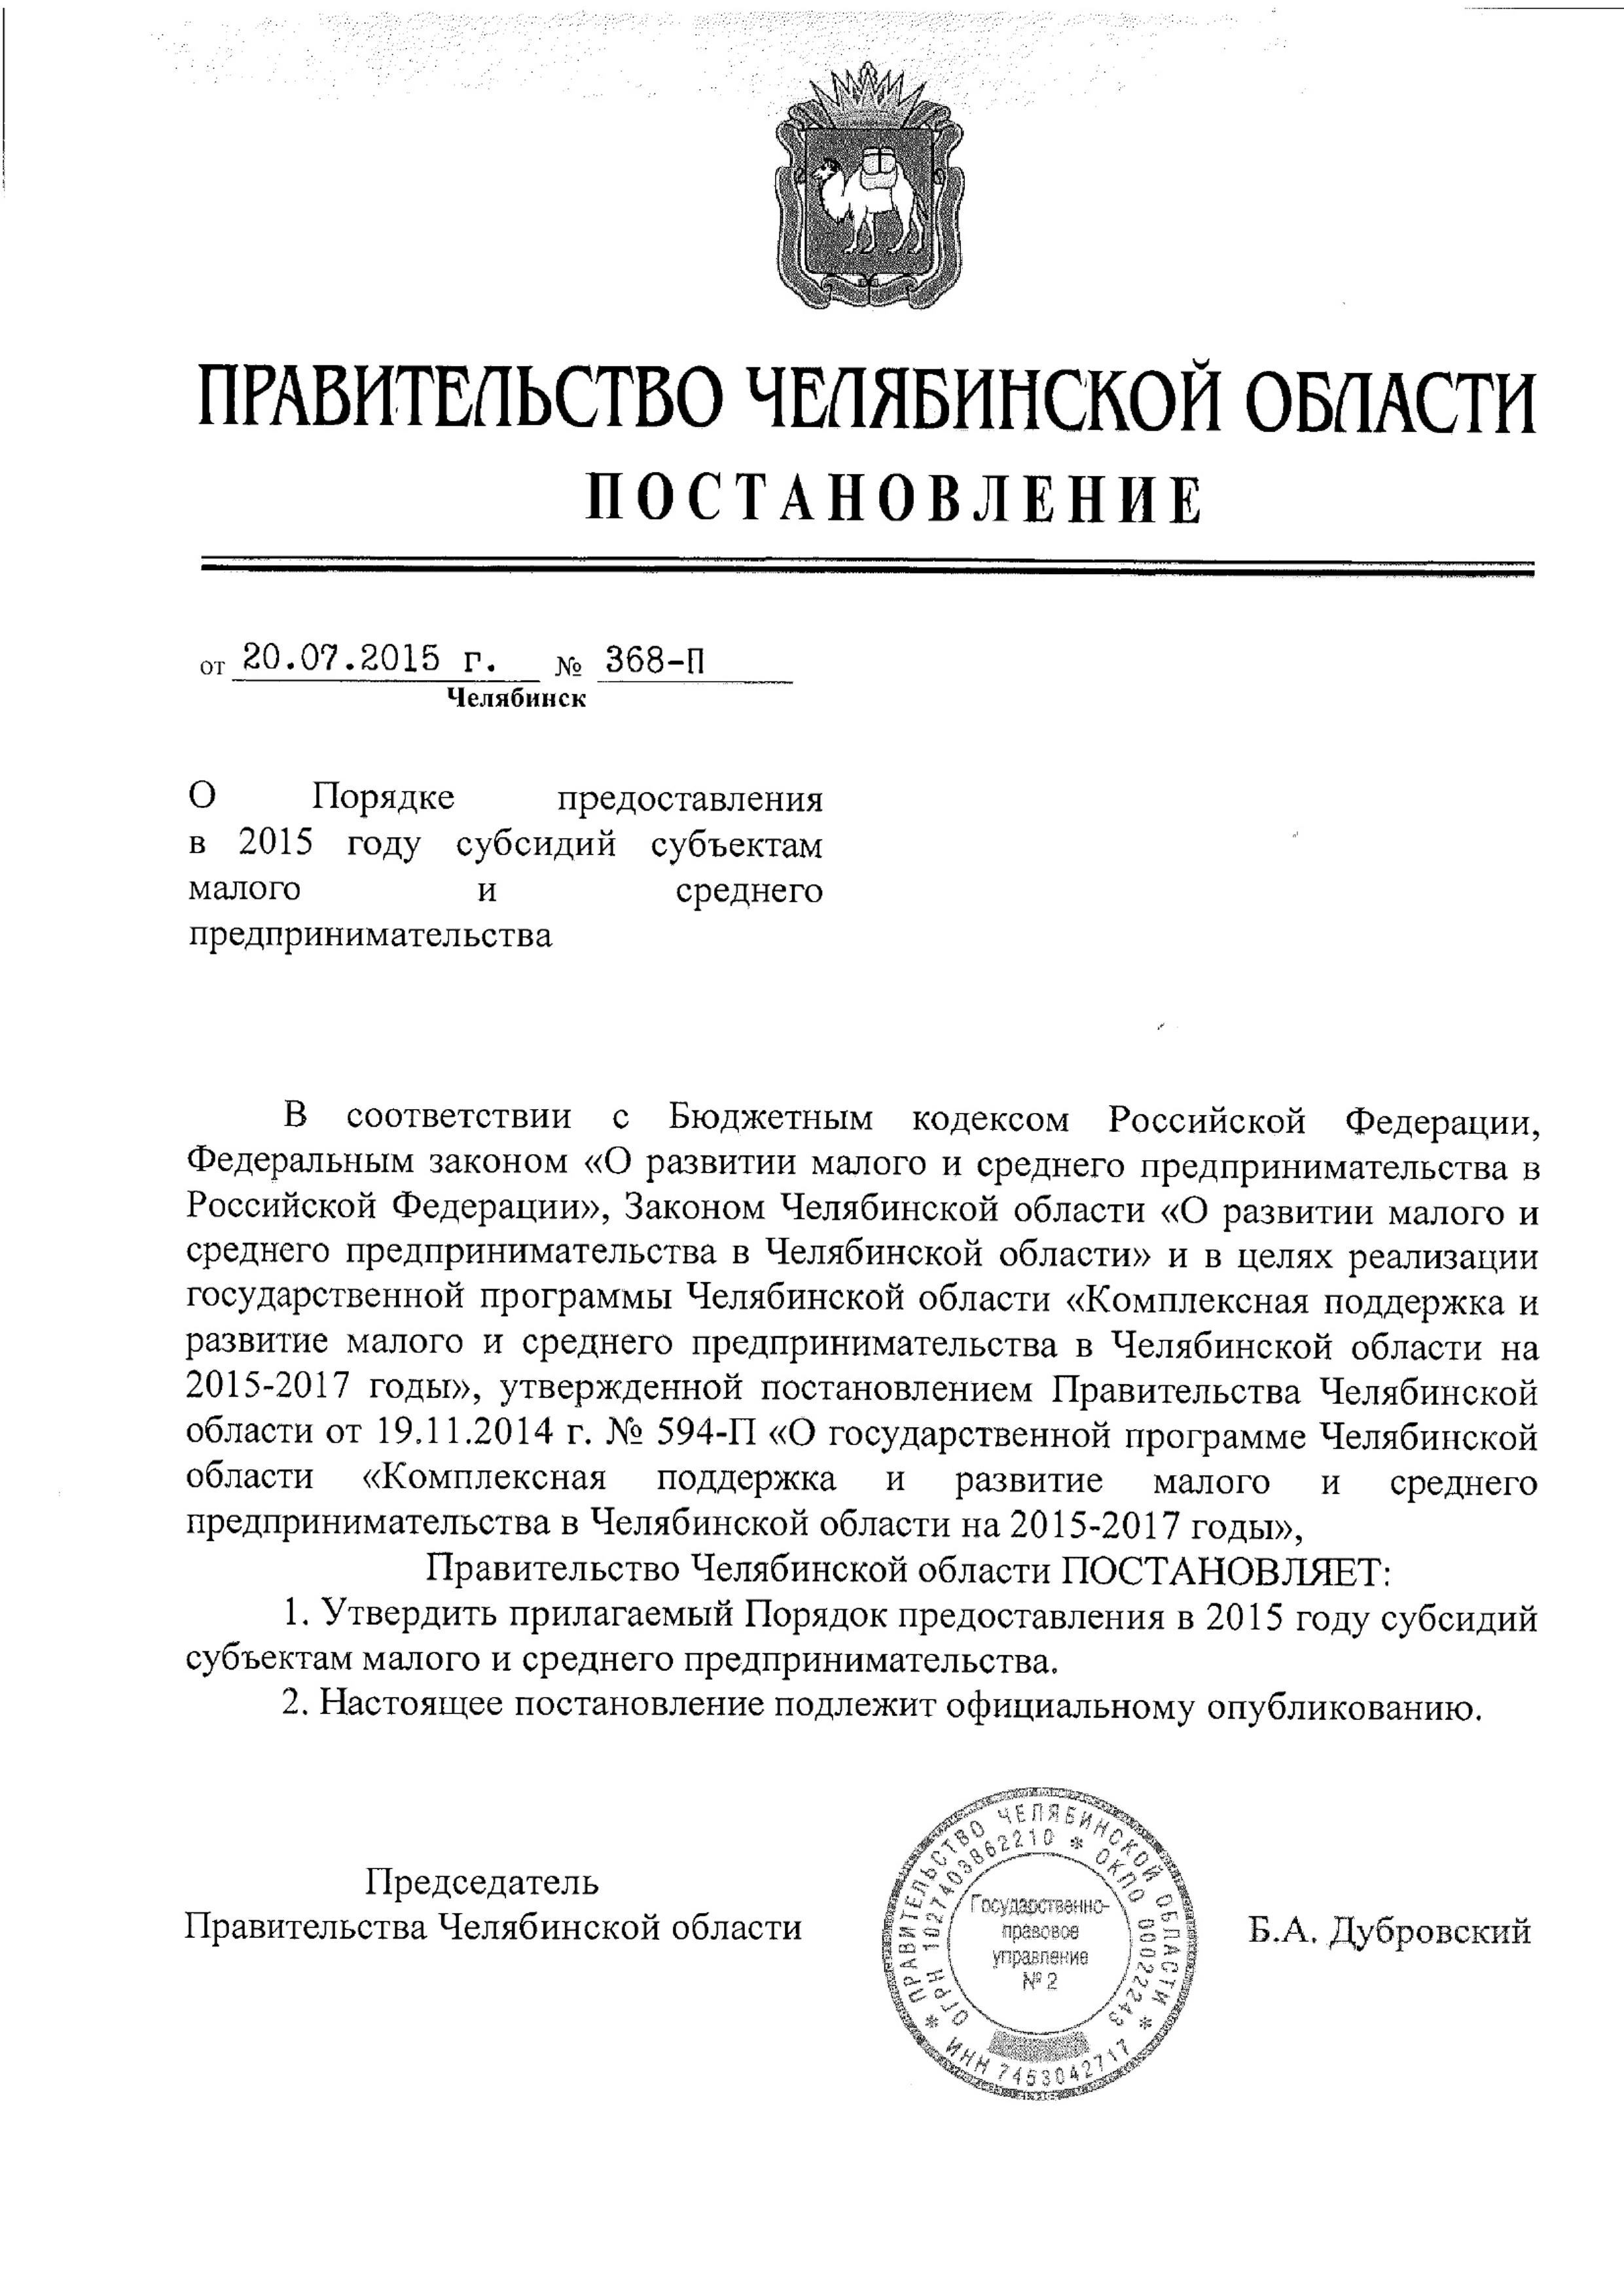 ПРАВИТЕЛЬСТВО ЧЕЛЯБИНСКОЙ ОБЛАСТИ
ПОСТАНОВЛЕНИЕ
от 20.07.2015 г. № 368-П
Челябинск
О Порядке предоставления
в 2015 году субсидий субъектам
малого и среднего
предпринимательства
В соответствии с Бюджетным кодексом Российской Федерации,
Федеральным законом «О развитии малого и среднего предпринимательства в
Российской Федерации», Законом Челябинской области «О развитии малого и
среднего предпринимательства в Челябинской области» и в целях реализации
государственной программы Челябинской области «Комплексная поддержка и
развитие малого и среднего предпринимательства в Челябинской области на
2015-2017 годы», утвержденной постановлением Правительства Челябинской
области от 19.11.2014 г. № 594-П «О государственной программе Челябинской
области «Комплексная поддержка и развитие малого и среднего
предпринимательства в Челябинской области на 2015-2017 годы»,
Правительство Челябинской области ПОСТАНОВЛЯЕТ:
1. Утвердить прилагаемый Порядок предоставления в 2015 году субсидий
субъектам малого и среднего предпринимательства.
2. Настоящее постановление подлежит официальному опубликованию.
Председатель
Правительства Челябинской области
Б.А. Дубровский
* ПРАВИТЕЛЬСТВО ЧЕЛЯБИНСКОЙ ОБЛАСТИ *
ИНН 7453042717
ОГРН 1027403862210 * ОКПО 00022243
Государственно-
правовое
управление
№ 2